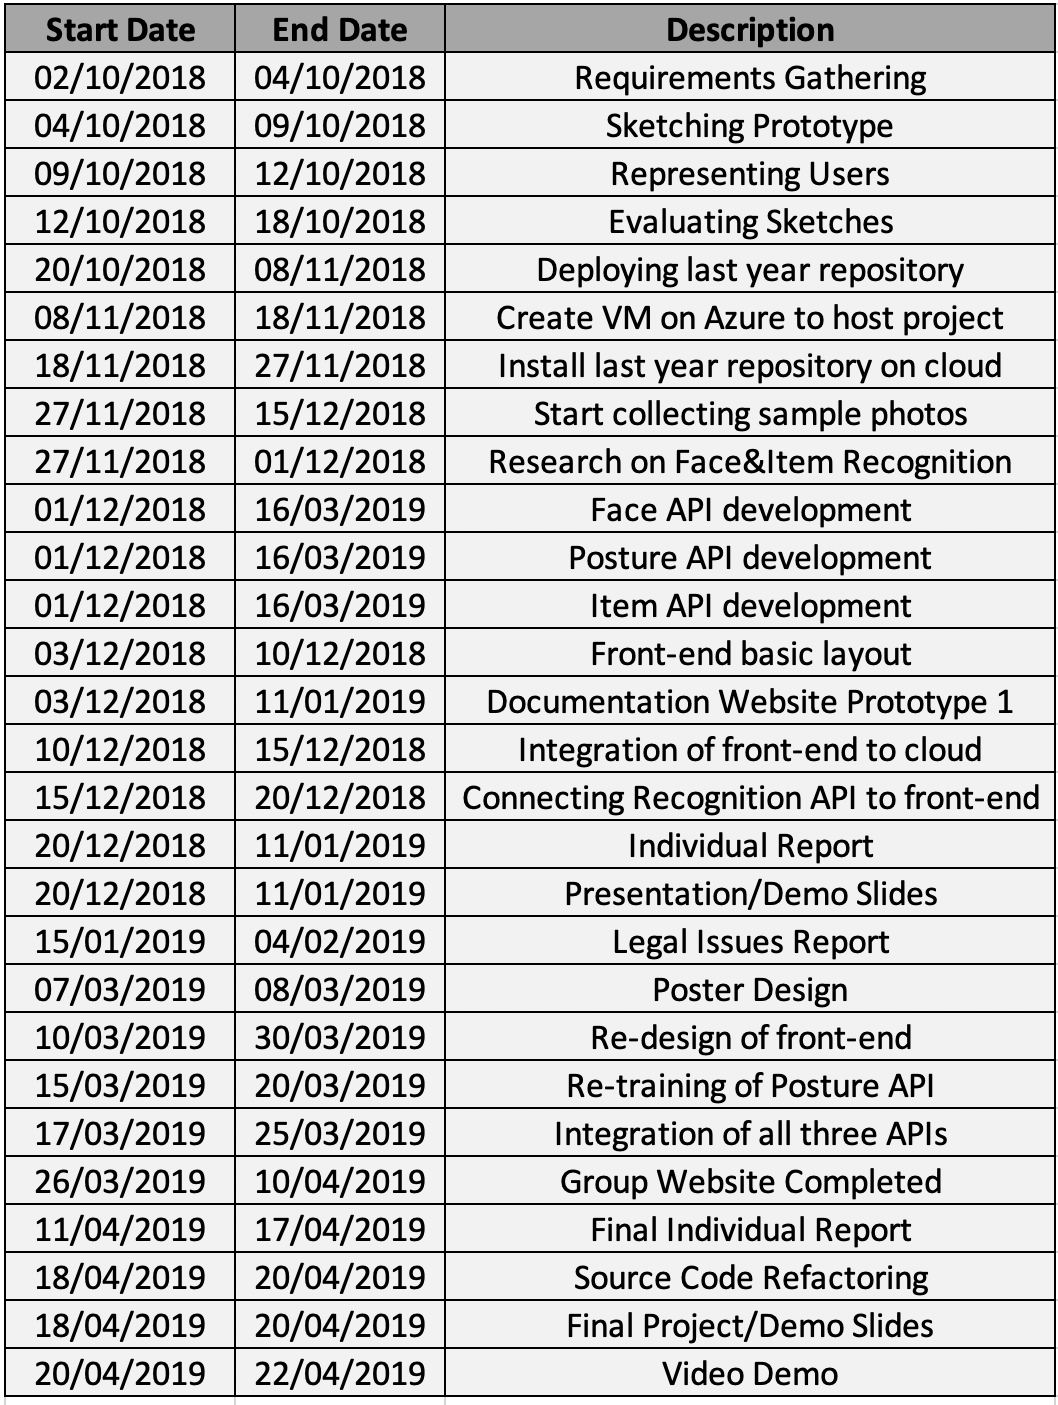 Start Date End Date Description
02/10/2018 04/10/2018 Requirements Gathering
04/10/2018 09/10/2018 Sketching Prototype
09/10/2018 12/10/2018 Representing Users
12/10/2018 18/10/2018 Evaluating Sketches
20/10/2018 08/11/2018 Deploying last year repository
08/11/2018 18/11/2018 Create VM on Azure to host project
18/11/2018 27/11/2018 Install last year repository on cloud
27/11/2018 15/12/2018 Start collecting sample photos
27/11/2018 01/12/2018 Research on Face&Item Recognition
01/12/2018 16/03/2019 Face API development
01/12/2018 16/03/2019 Posture API development
01/12/2018 16/03/2019 Item API development
03/12/2018 10/12/2018 Front-end basic layout
03/12/2018 11/01/2019 Documentation Website Prototype 1
10/12/2018 15/12/2018 Integration of front-end to cloud
15/12/2018 20/12/2018 Connecting Recognition API to front-end
20/12/2018 11/01/2019 Individual Report
20/12/2018 11/01/2019 Presentation/Demo Slides
15/01/2019 04/02/2019 Legal Issues Report
07/03/2019 08/03/2019 Poster Design
10/03/2019 30/03/2019 Re-design of front-end
15/03/2019 20/03/2019 Re-training of Posture API
17/03/2019 25/03/2019 Integration of all three APIs
26/03/2019 10/04/2019 Group Website Completed
11/04/2019 17/04/2019 Final Individual Report
18/04/2019 20/04/2019 Source Code Refactoring
18/04/2019 20/04/2019 Final Project/Demo Slides
20/04/2019 22/04/2019 Video Demo